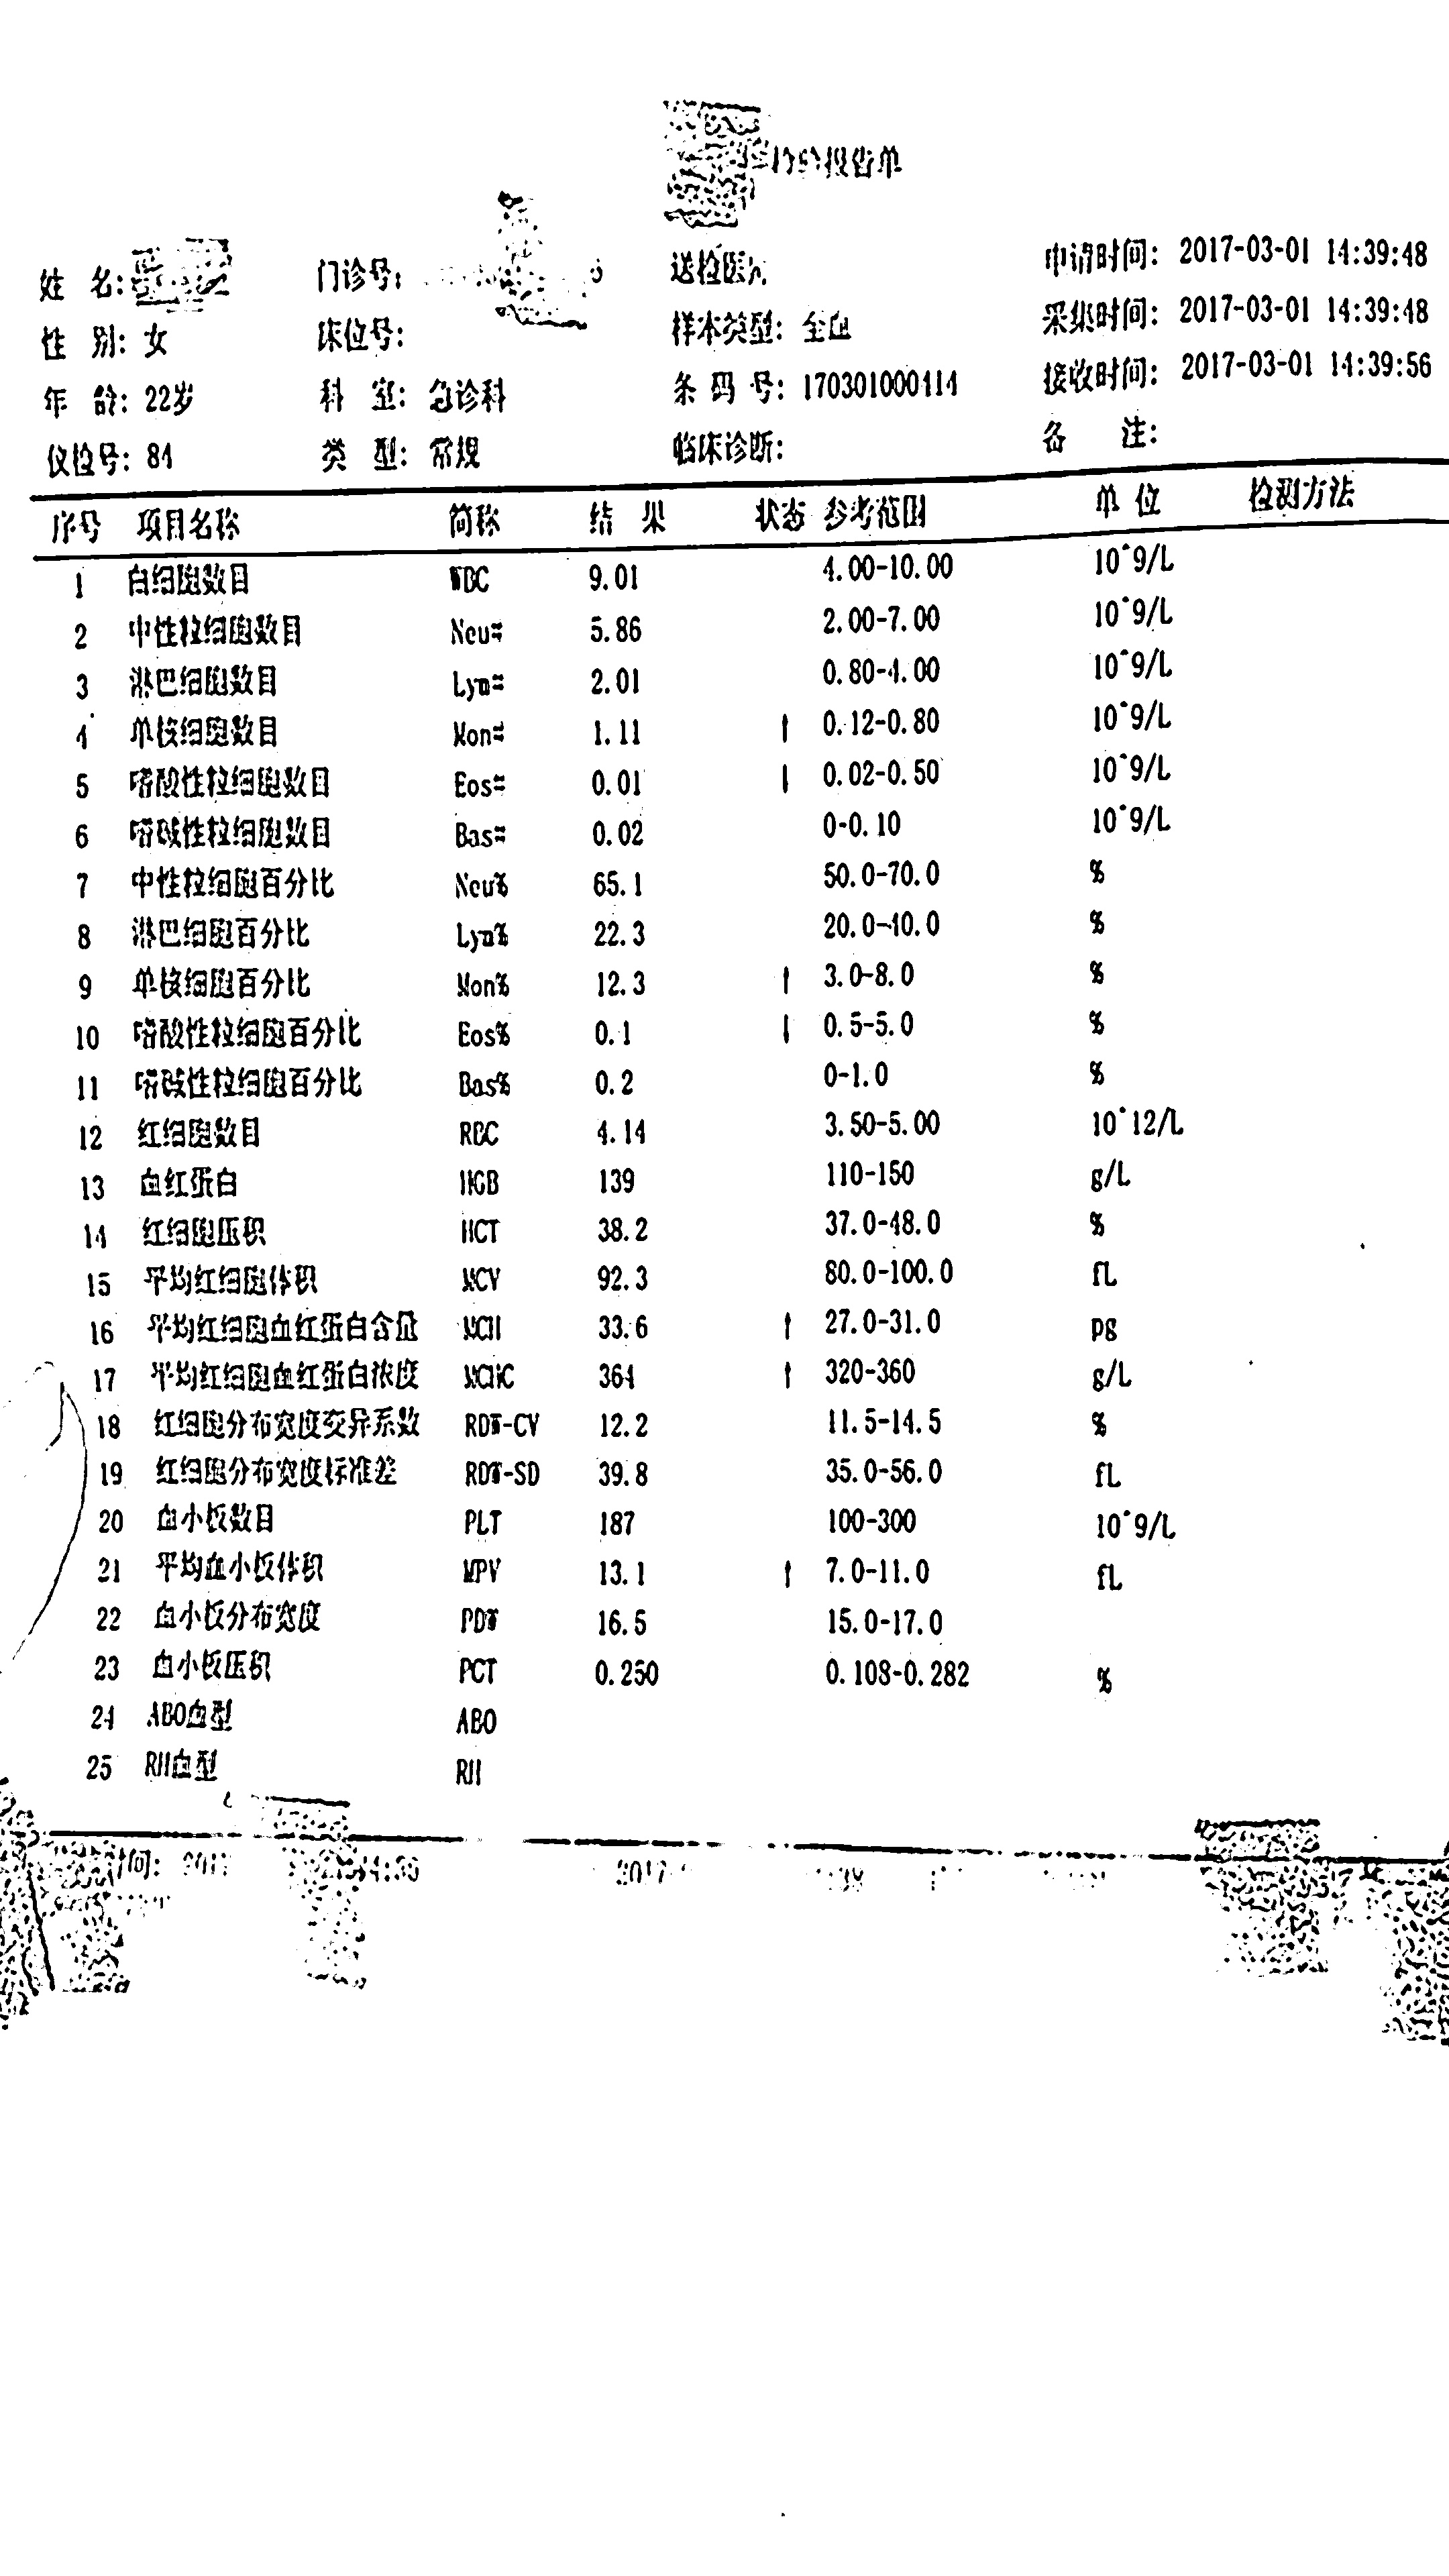 检验报告单
姓 名: 门诊号: 送检医 申请时间: 2017-03-01 14:39:48
性 别: 女 床位号: 样本类型: 全血 采集时间: 2017-03-01 14:39:48
年 龄: 22岁 科 室: 急诊科 条 码 号: 170301000414 接收时间: 2017-03-01 14:39:56
仪检号: 84 类 型: 常规 临床诊断: 备 注:
序号 项目名称 简称 结 果 状态 参考范围 单 位 检测方法
1 白细胞数目 WBC 9.01 4.00-10.00 10^9/L
2 中性粒细胞数目 Neu# 5.86 2.00-7.00 10^9/L
3 淋巴细胞数目 Lym# 2.01 0.80-4.00 10^9/L
4 单核细胞数目 Mon# 1.11 ↑ 0.12-0.80 10^9/L
5 嗜酸性粒细胞数目 Eos# 0.01 ↓ 0.02-0.50 10^9/L
6 嗜碱性粒细胞数目 Bas# 0.02 0-0.10 10^9/L
7 中性粒细胞百分比 Neu% 65.1 50.0-70.0 %
8 淋巴细胞百分比 Lym% 22.3 20.0-40.0 %
9 单核细胞百分比 Mon% 12.3 ↑ 3.0-8.0 %
10 嗜酸性粒细胞百分比 Eos% 0.1 ↓ 0.5-5.0 %
11 嗜碱性粒细胞百分比 Bas% 0.2 0-1.0 %
12 红细胞数目 RBC 4.14 3.50-5.00 10^12/L
13 血红蛋白 HGB 139 110-150 g/L
14 红细胞压积 HCT 38.2 37.0-48.0 %
15 平均红细胞体积 MCV 92.3 80.0-100.0 fL
16 平均红细胞血红蛋白含量 MCH 33.6 ↑ 27.0-31.0 pg
17 平均红细胞血红蛋白浓度 MCHC 364 ↑ 320-360 g/L
18 红细胞分布宽度变异系数 RDW-CV 12.2 11.5-14.5 %
19 红细胞分布宽度标准差 RDW-SD 39.8 35.0-56.0 fL
20 血小板数目 PLT 187 100-300 10^9/L
21 平均血小板体积 MPV 13.1 ↑ 7.0-11.0 fL
22 血小板分布宽度 PDW 16.5 15.0-17.0
23 血小板压积 PCT 0.250 0.108-0.282 %
24 ABO血型 ABO
25 RH血型 RH